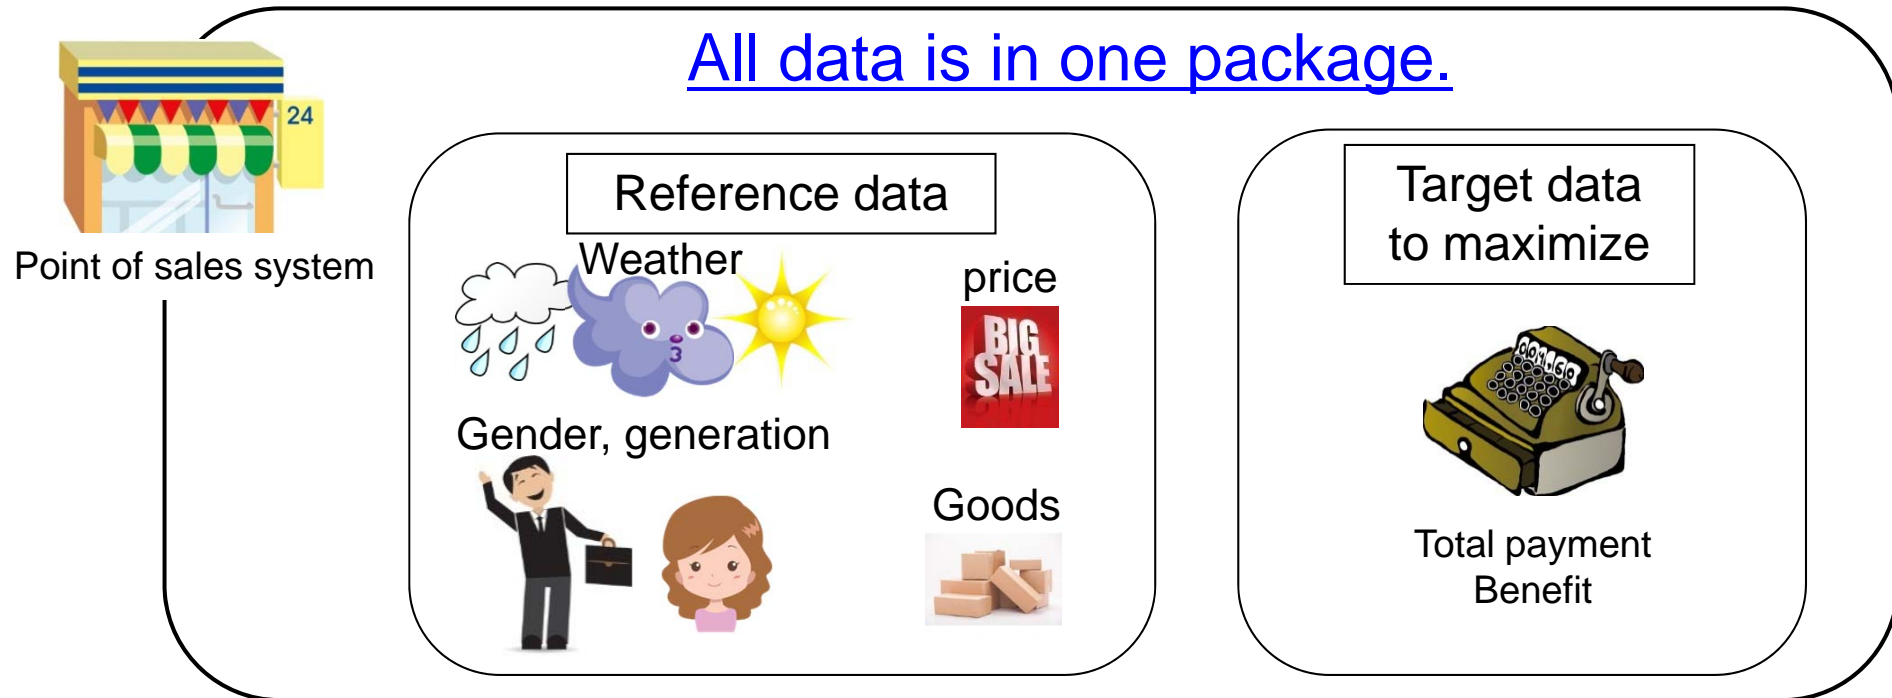 All data is in one package.
24
Point of sales system
Reference data
Weather
price
BIG
SALE
Gender, generation
Goods
Target data
to maximize
Total payment
Benefit